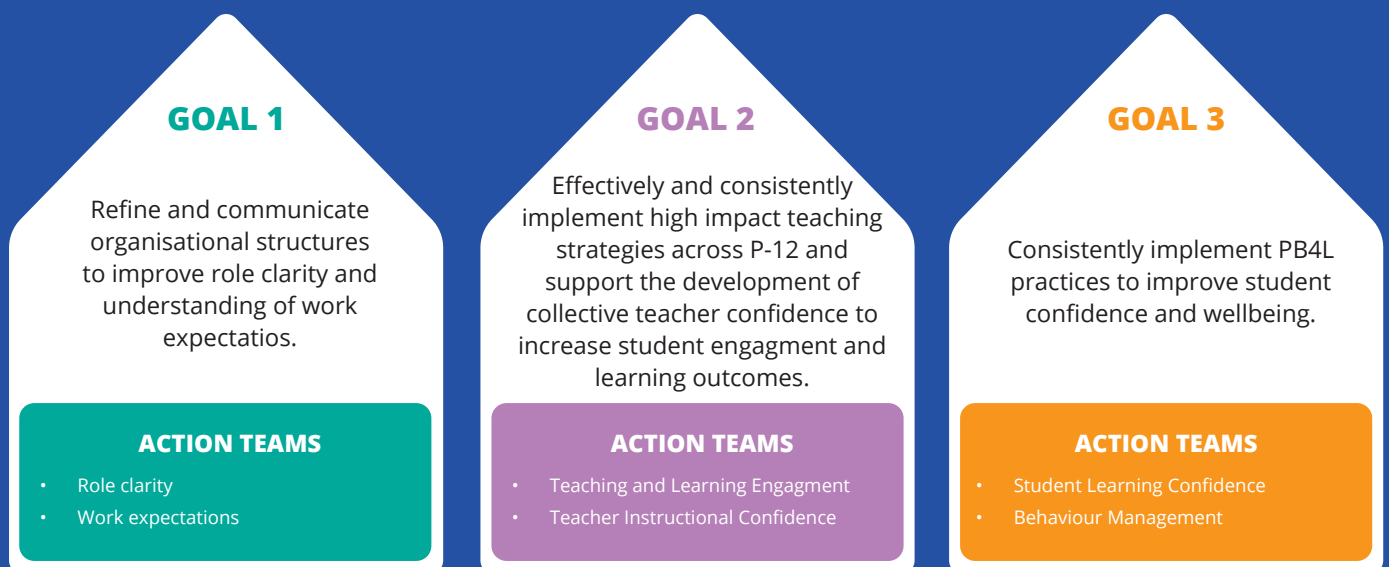 GOAL 1
Refine and communicate
organisational structures
to improve role clarity and
understanding of work
expectatios.
ACTION TEAMS
• Role clarity
• Work expectations
GOAL 2
Effectively and consistently
implement high impact teaching
strategies across P-12 and
support the development of
collective teacher confidence to
increase student engagment and
learning outcomes.
ACTION TEAMS
• Teaching and Learning Engagment
• Teacher Instructional Confidence
GOAL 3
Consistently implement PB4L
practices to improve student
confidence and wellbeing.
ACTION TEAMS
• Student Learning Confidence
• Behaviour Management